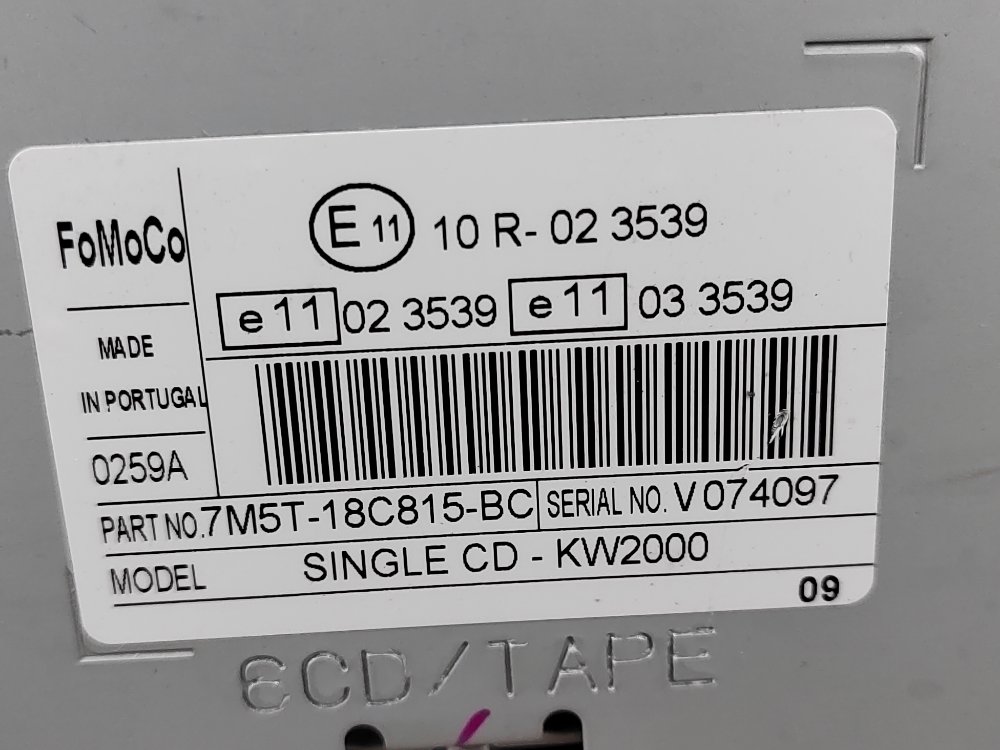 FoMoCo
E 11 10 R- 02 3539
e 11 02 3539 e 11 03 3539
MADE
IN PORTUGAL
0259A
PART NO. 7M5T-18C815-BC SERIAL NO. V074097
MODEL SINGLE CD - KW2000
09
6CD/TAPE